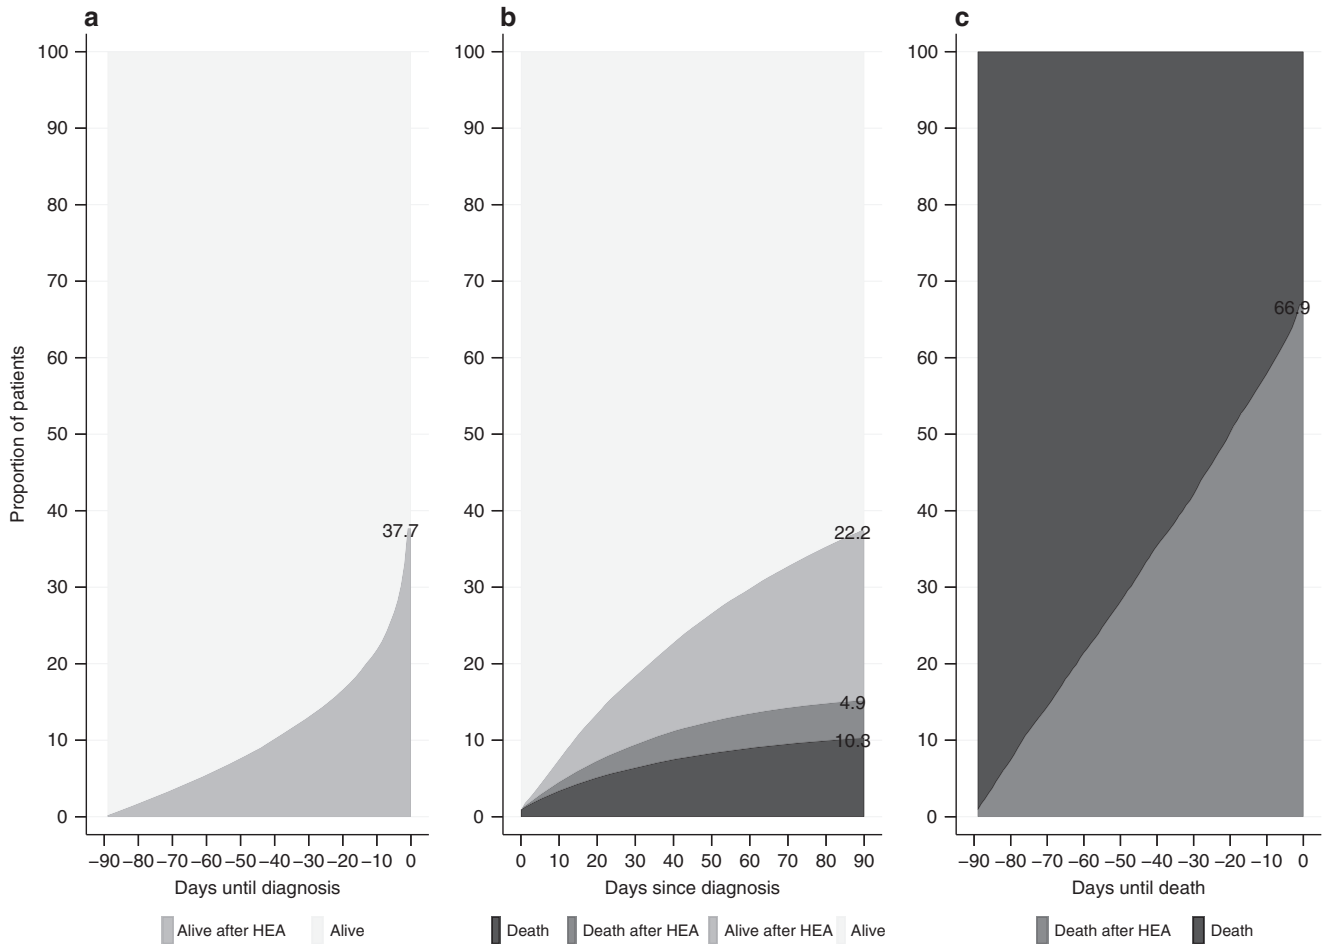 a
b
c
Proportion of patients
100
90
80
70
60
50
40
30
20
10
0
37.7
−90 −80 −70 −60 −50 −40 −30 −20 −10 0
Days until diagnosis
Alive after HEA Alive
100
90
80
70
60
50
40
30
20
10
0
22.2
4.9
10.3
0 10 20 30 40 50 60 70 80 90
Days since diagnosis
Death Death after HEA Alive after HEA Alive
100
90
80
70
60
50
40
30
20
10
0
66.9
−90 −80 −70 −60 −50 −40 −30 −20 −10 0
Days until death
Death after HEA Death